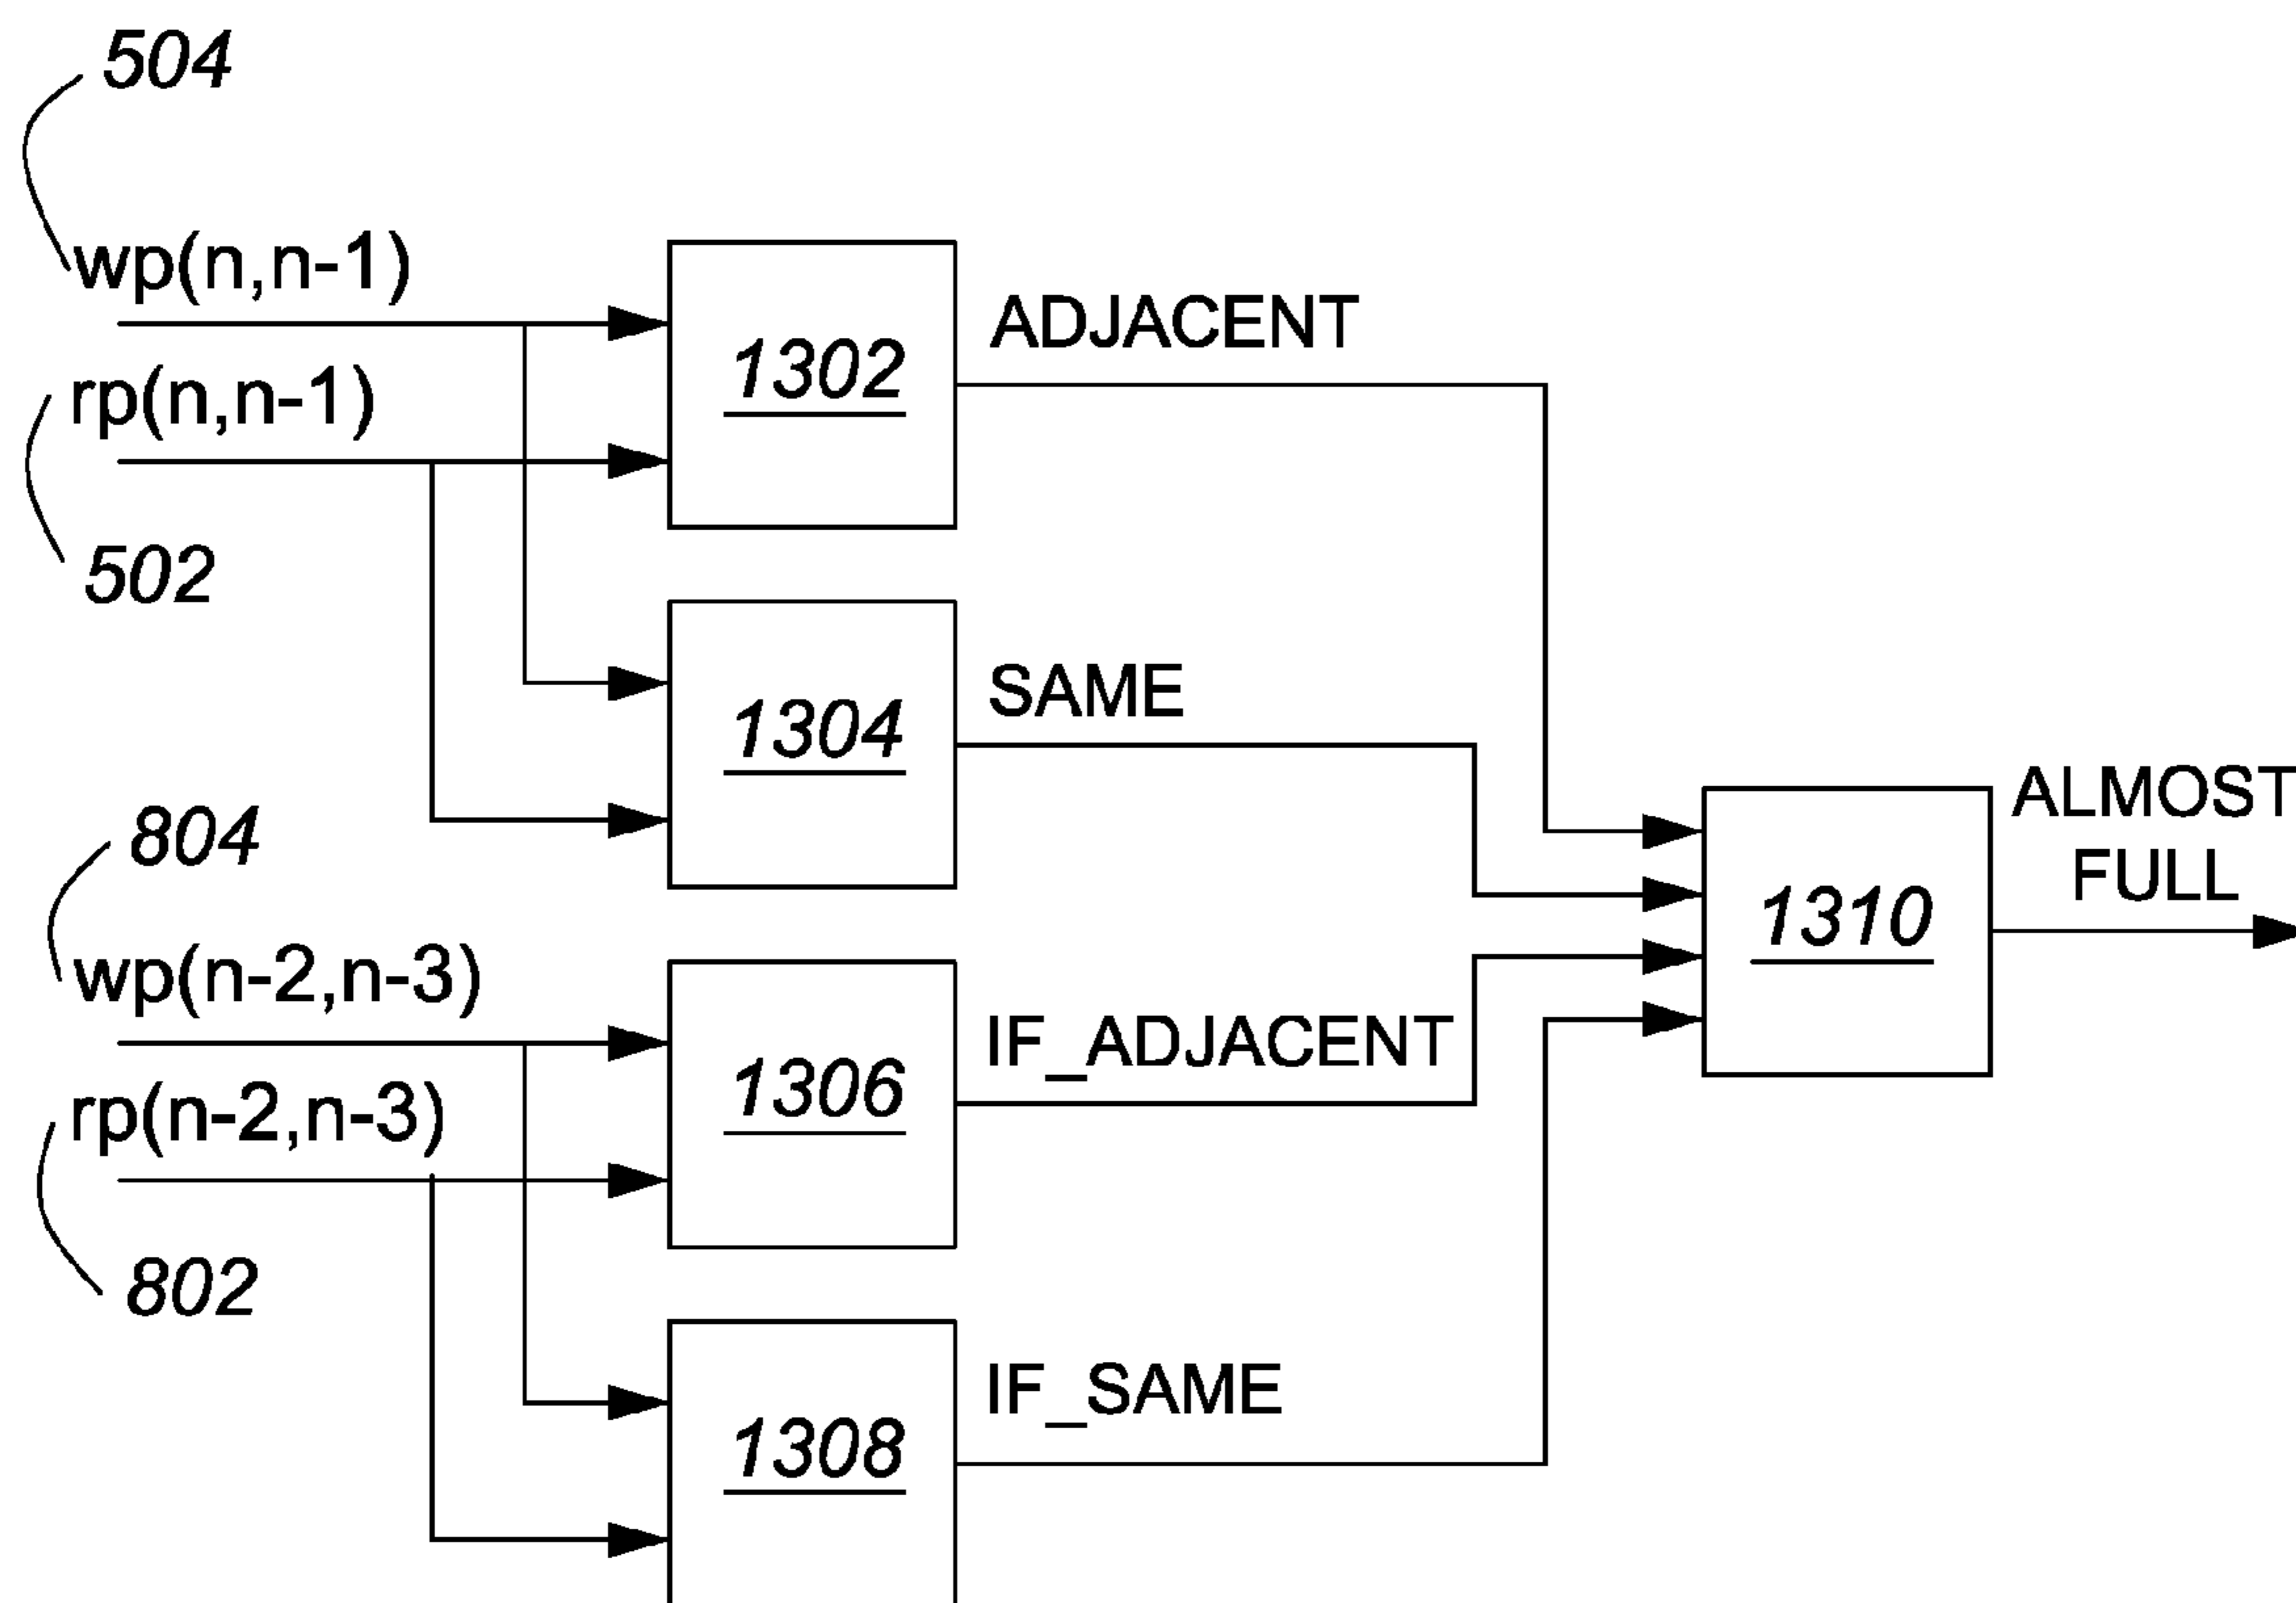 504
wp(n,n-1)
1302
ADJACENT
rp(n,n-1)
502
1304
SAME
804
wp(n-2,n-3)
1306
IF_ADJACENT
rp(n-2,n-3)
802
1308
IF_SAME
1310
ALMOST
FULL